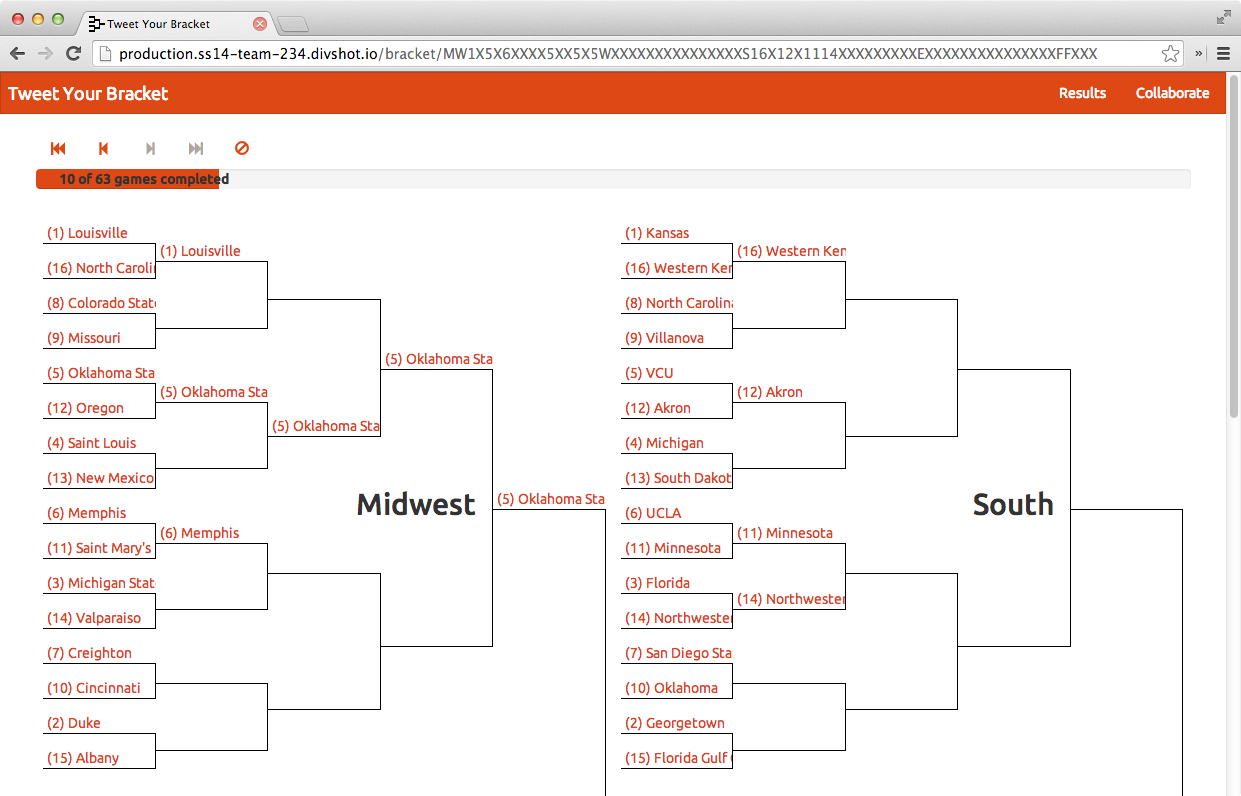 Tweet Your Bracket
production.ss14-team-234.divshot.io/bracket/MW1X5X6XXXX5XX5X5WXXXXXXXXXXXXXXXS16X12X1114XXXXXXXXXEXXXXXXXXXXXXXXXFFXXX
»
Tweet Your Bracket Results Collaborate
10 of 63 games completed
(1) Louisville
(1) Louisville
(16) North Caroli
(8) Colorado State
(9) Missouri
(5) Oklahoma Sta
(5) Oklahoma Sta
(5) Oklahoma Sta
(12) Oregon
(5) Oklahoma Sta
(4) Saint Louis
(13) New Mexico
Midwest
(5) Oklahoma Sta
(6) Memphis
(6) Memphis
(11) Saint Mary's
(3) Michigan Stat
(14) Valparaiso
(7) Creighton
(10) Cincinnati
(2) Duke
(15) Albany
(1) Kansas
(16) Western Ken
(16) Western Ken
(8) North Carolina
(9) Villanova
(5) VCU
(12) Akron
(12) Akron
(4) Michigan
(13) South Dakot
South
(6) UCLA
(11) Minnesota
(11) Minnesota
(3) Florida
(14) Northwester
(14) Northwester
(7) San Diego Sta
(10) Oklahoma
(2) Georgetown
(15) Florida Gulf